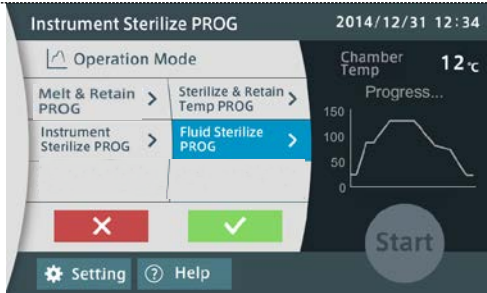 Instrument Sterilize PROG
2014/12/31 12:34
Operation Mode
Melt & Retain
PROG
Sterilize & Retain
Temp PROG
Instrument
Sterilize PROG
Fluid Sterilize
PROG
Chamber
Temp
12℃
Progress...
150
100
50
0
Start
Setting
? Help